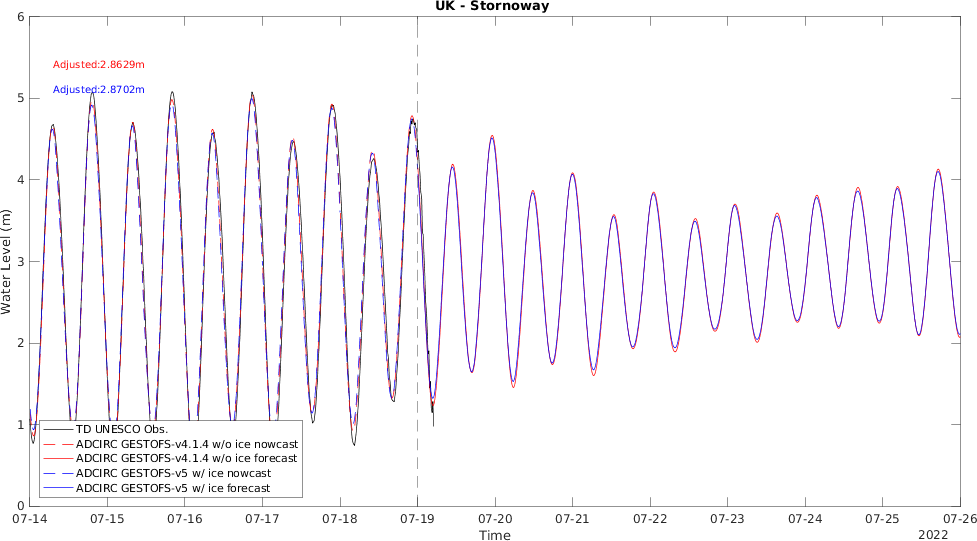 UK - Stornoway
6
5
4
3
2
1
0
Water Level (m)
Adjusted:2.8629m
Adjusted:2.8702m
TD UNESCO Obs.
ADCIRC GESTOFS-v4.1.4 w/o ice nowcast
ADCIRC GESTOFS-v4.1.4 w/o ice forecast
ADCIRC GESTOFS-v5 w/ ice nowcast
ADCIRC GESTOFS-v5 w/ ice forecast
07-14 07-15 07-16 07-17 07-18 07-19 07-20 07-21 07-22 07-23 07-24 07-25 07-26
Time
2022